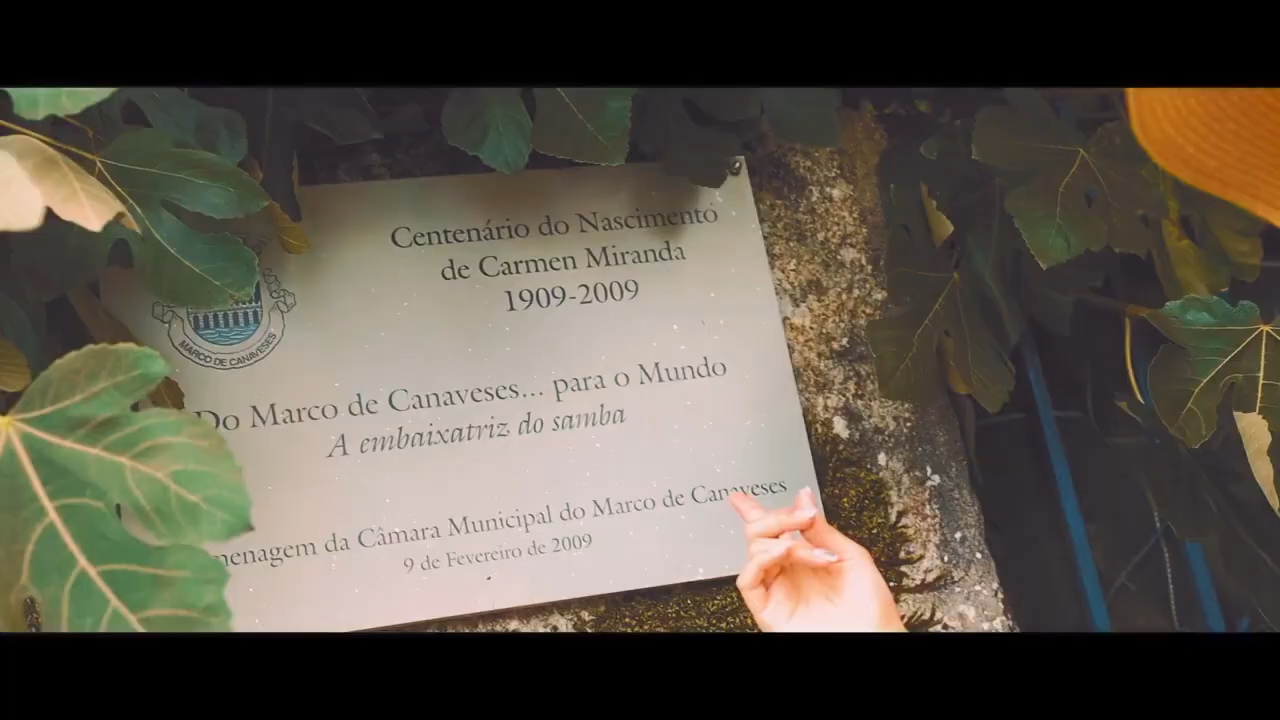 Centenário do Nascimento
de Carmen Miranda
1909-2009
MARCO DE CANAVESES
Do Marco de Canaveses... para o Mundo
A embaixatriz do samba
menagem da Câmara Municipal do Marco de Canaveses
9 de Fevereiro de 2009